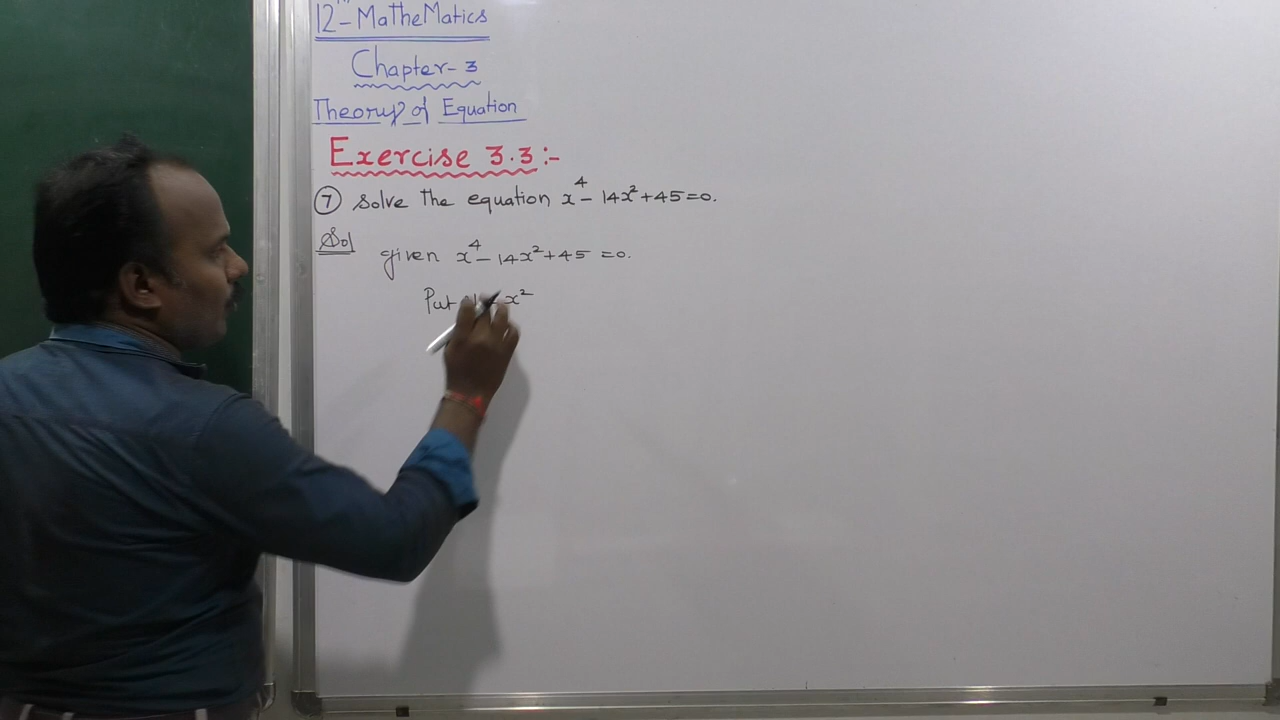 12 - MatheMatics
Chapter - 3
Theory of Equation
Exercise 3.3 :-
7 Solve the equation x⁴ - 14x² + 45 = 0.
Sol
given x⁴ - 14x² + 45 = 0.
Put x²